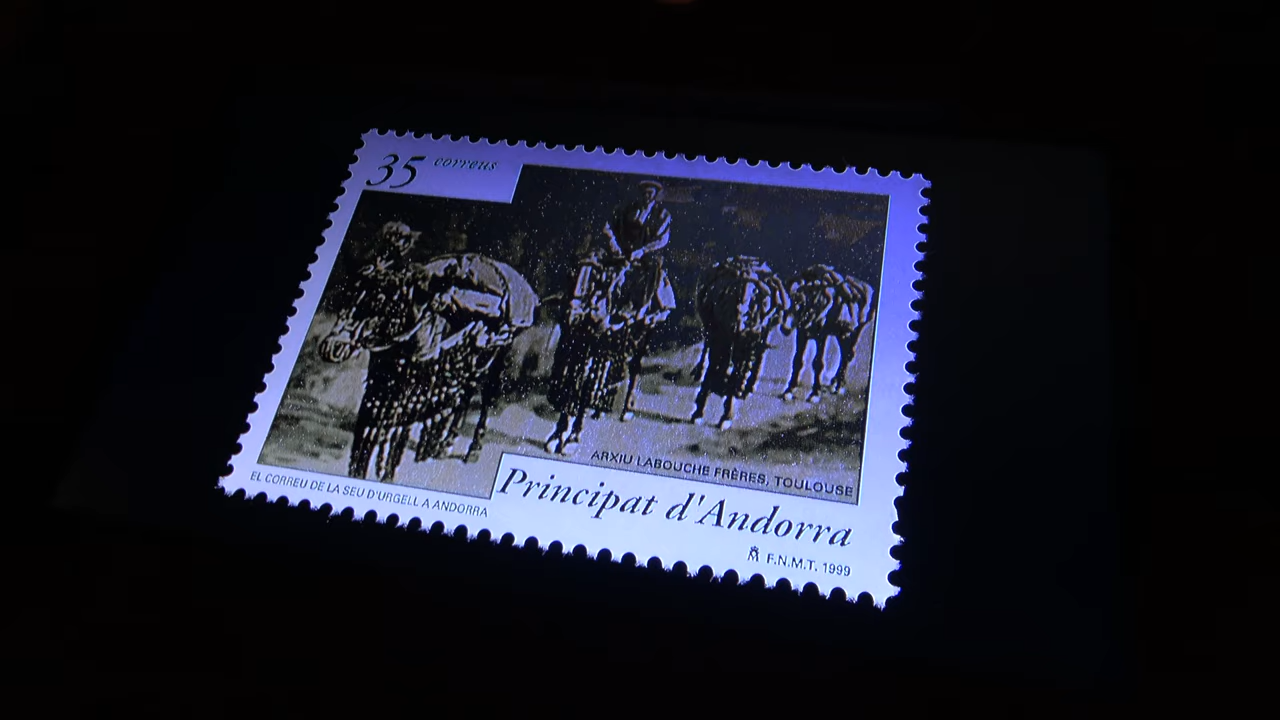 35 correus
ARXIU LABOUCHE FRÈRES, TOULOUSE
EL CORREU DE LA SEU D'URGELL A ANDORRA
Principat d'Andorra
F.N.M.T. 1999